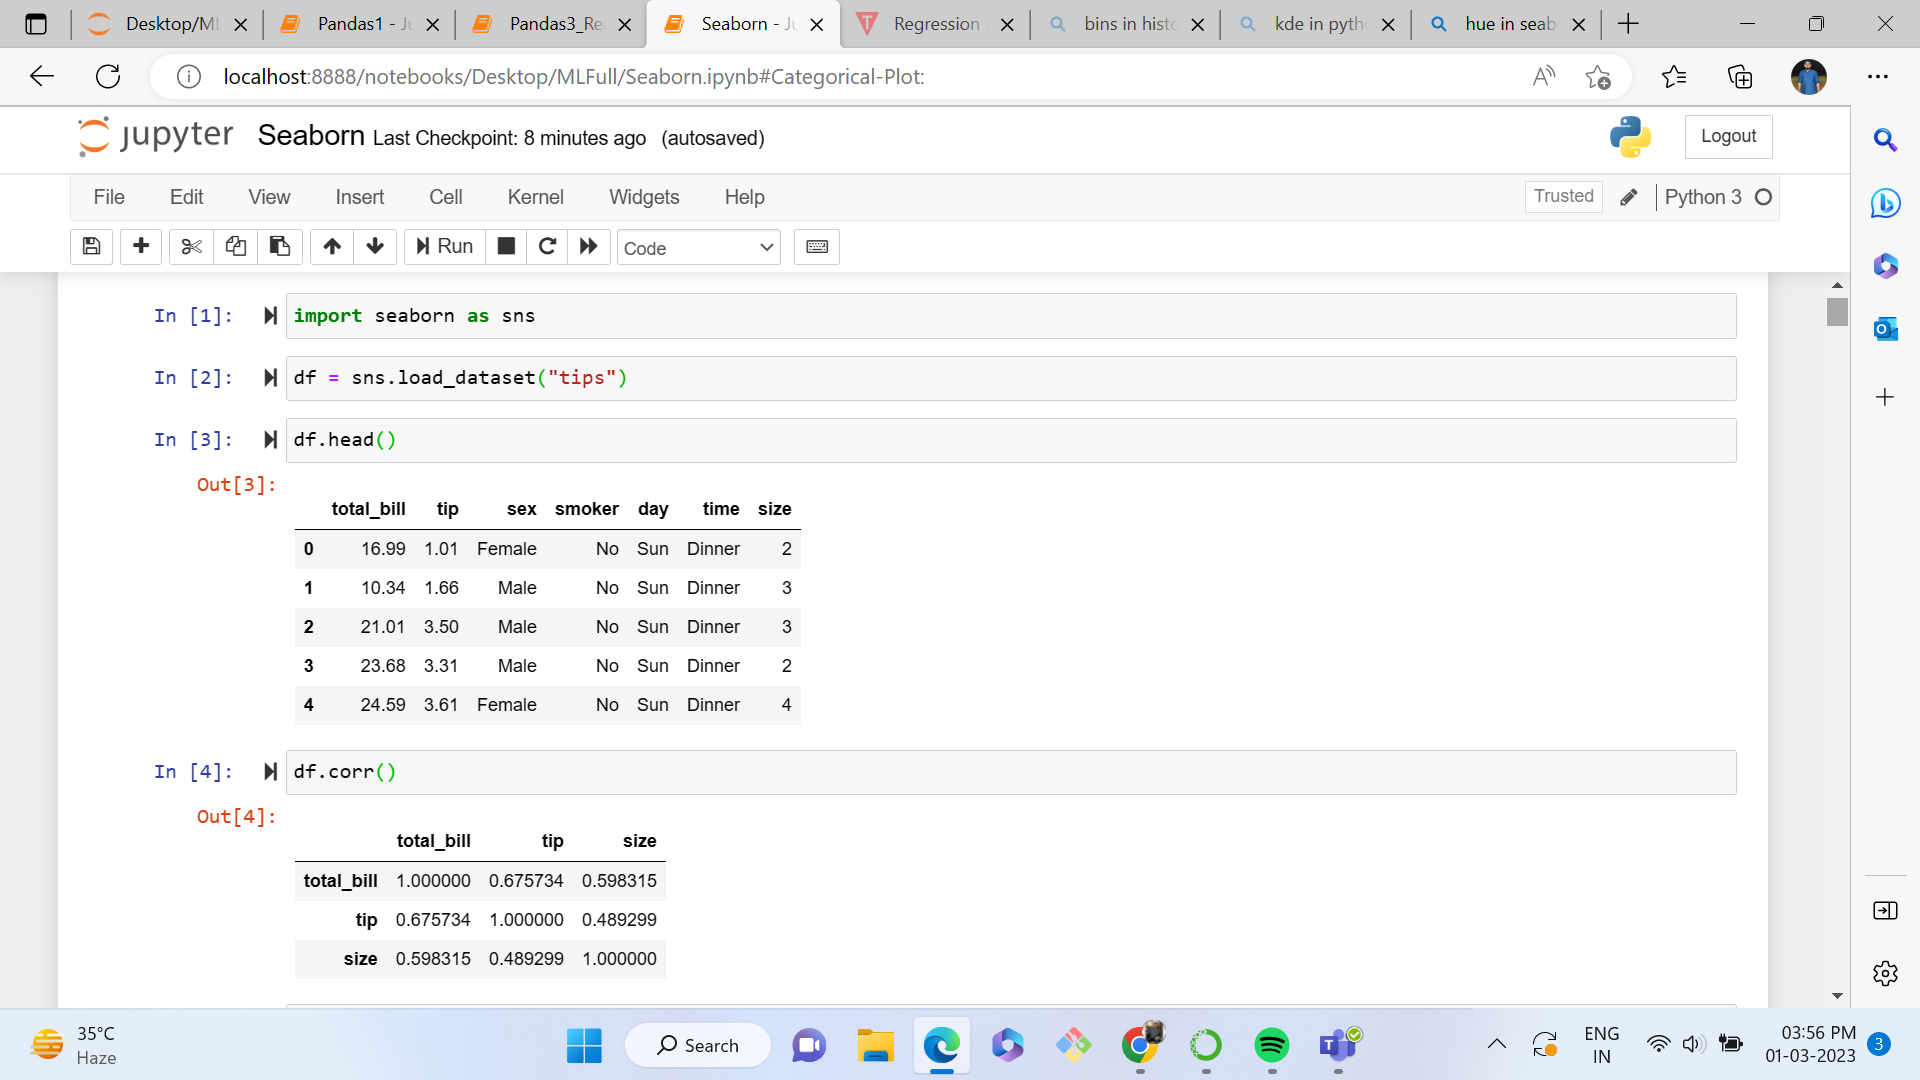 Desktop/ML
Pandas1 - Ju
Pandas3_Re
Seaborn - Ju
Regression
bins in histo
kde in pytho
hue in seab
localhost:8888/notebooks/Desktop/MLFull/Seaborn.ipynb#Categorical-Plot:
jupyter Seaborn Last Checkpoint: 8 minutes ago (autosaved)
Logout
File Edit View Insert Cell Kernel Widgets Help
Trusted
Python 3
Run
Code
In [1]: import seaborn as sns
In [2]: df = sns.load_dataset("tips")
In [3]: df.head()
Out[3]:
total_bill tip sex smoker day time size
0 16.99 1.01 Female No Sun Dinner 2
1 10.34 1.66 Male No Sun Dinner 3
2 21.01 3.50 Male No Sun Dinner 3
3 23.68 3.31 Male No Sun Dinner 2
4 24.59 3.61 Female No Sun Dinner 4
In [4]: df.corr()
Out[4]:
total_bill tip size
total_bill 1.000000 0.675734 0.598315
tip 0.675734 1.000000 0.489299
size 0.598315 0.489299 1.000000
35°C
Haze
Search
ENG
IN
03:56 PM
01-03-2023
3